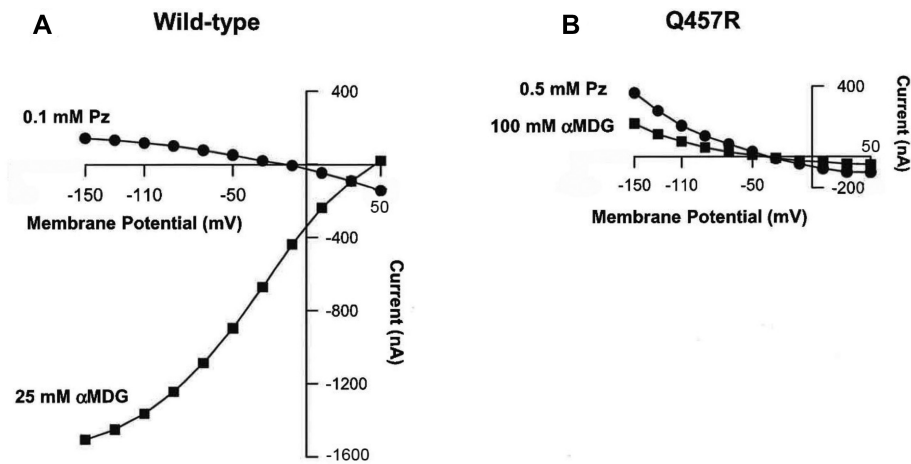 A
Wild-type
400
0.1 mM Pz
-150
-110
-50
50
Membrane Potential (mV)
-400
-800
-1200
-1600
Current (nA)
25 mM αMDG
B
Q457R
400
0.5 mM Pz
100 mM αMDG
50
-150
-110
-50
-200
Membrane Potential (mV)
Current (nA)